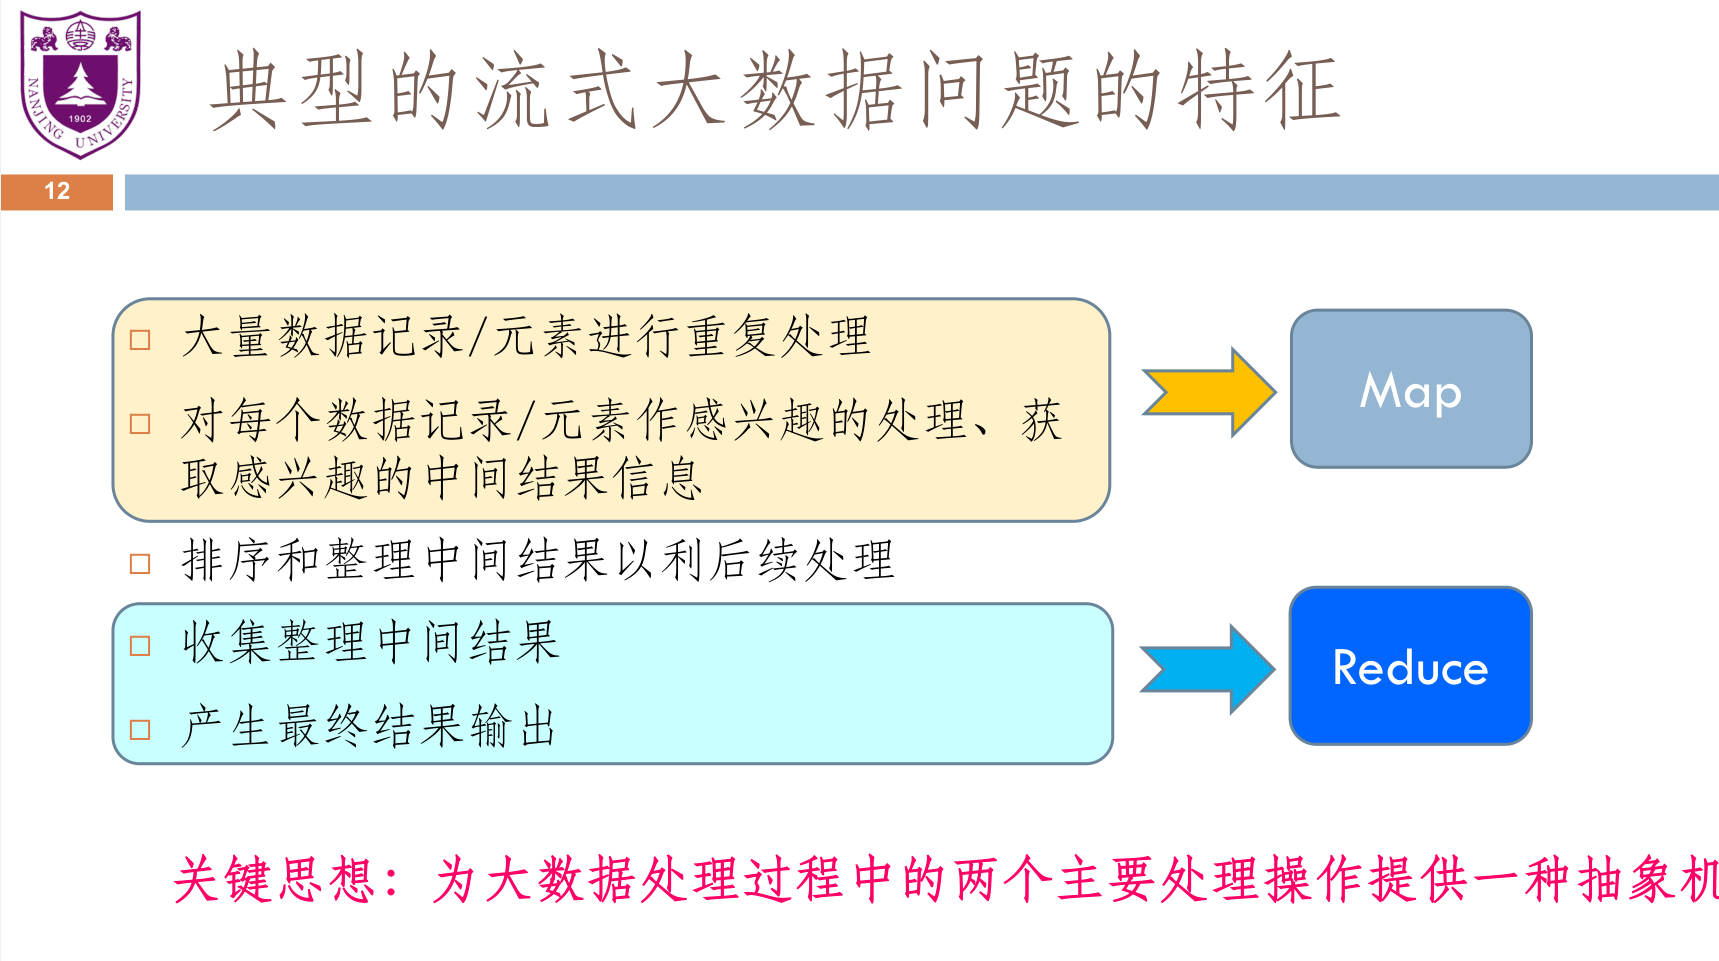 NANJING UNIVERSITY
1902
典型的流式大数据问题的特征
12
大量数据记录/元素进行重复处理
对每个数据记录/元素作感兴趣的处理、获
取感兴趣的中间结果信息
Map
排序和整理中间结果以利后续处理
收集整理中间结果
产生最终结果输出
Reduce
关键思想：为大数据处理过程中的两个主要处理操作提供一种抽象机